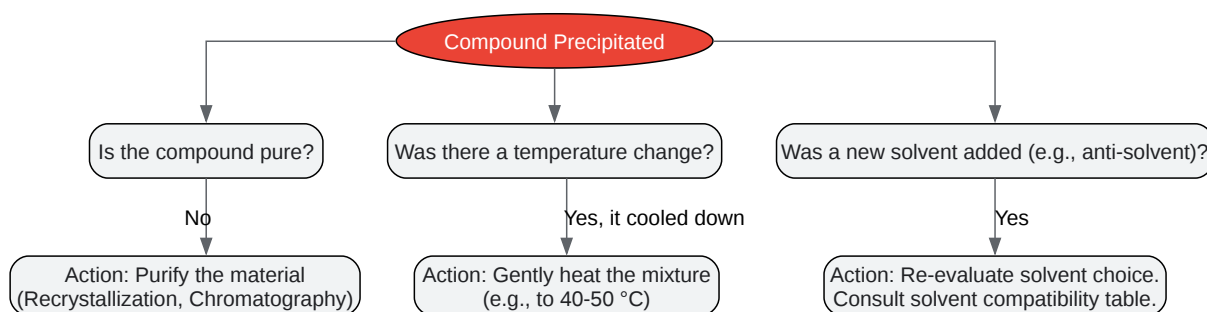 Compound Precipitated
Is the compound pure?
Was there a temperature change?
Was a new solvent added (e.g., anti-solvent)?
No
Yes, it cooled down
Yes
Action: Purify the material
(Recrystallization, Chromatography)
Action: Gently heat the mixture
(e.g., to 40-50 °C)
Action: Re-evaluate solvent choice.
Consult solvent compatibility table.